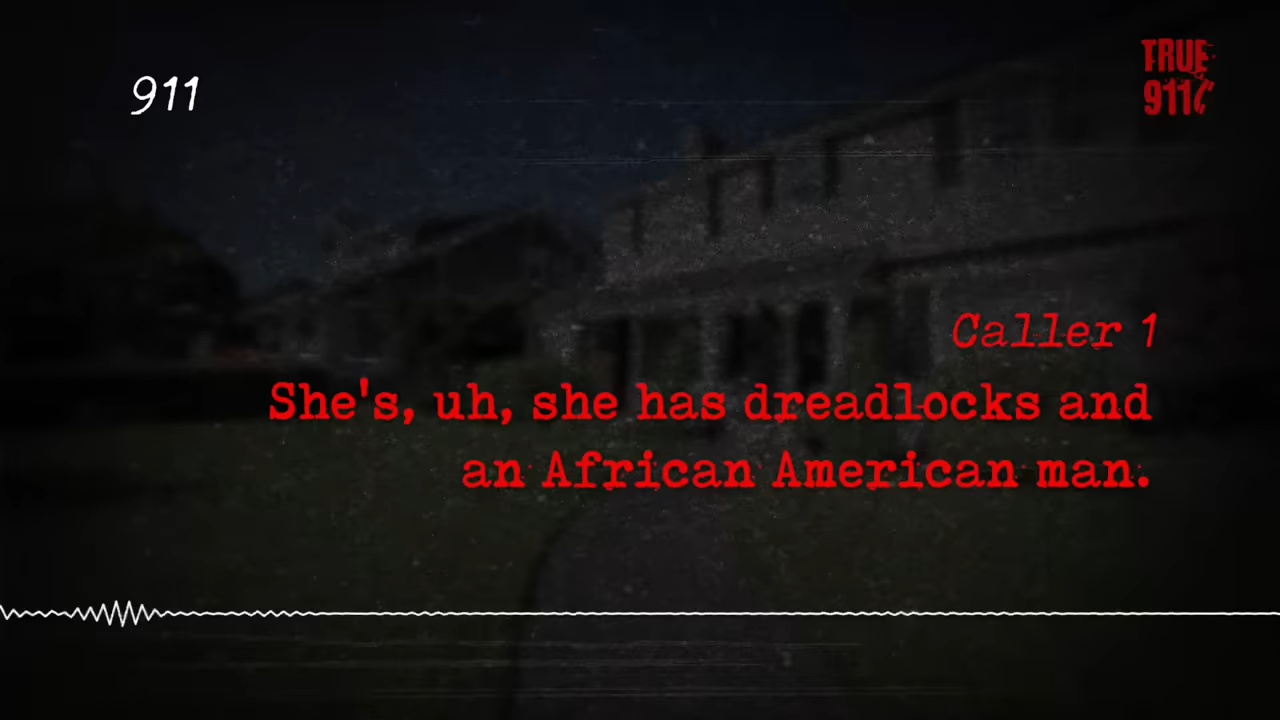 911
TRUE
911
Caller 1
She's, uh, she has dreadlocks and
an African American man.